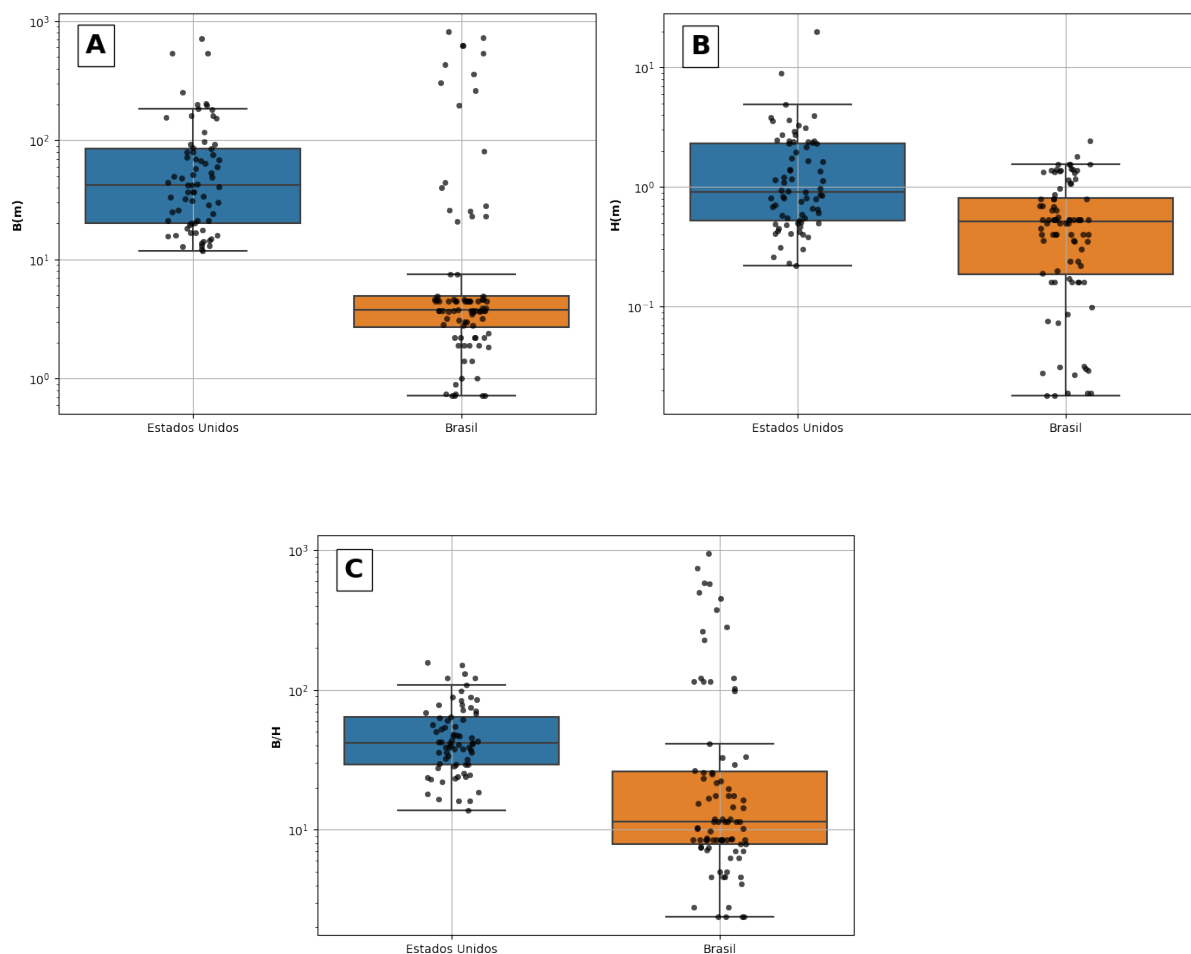 A
B(m)
10³
10²
10¹
10⁰
Estados Unidos
Brasil
B
H(m)
10¹
10⁰
10⁻¹
Estados Unidos
Brasil
C
B/H
10³
10²
10¹
Estados Unidos
Brasil